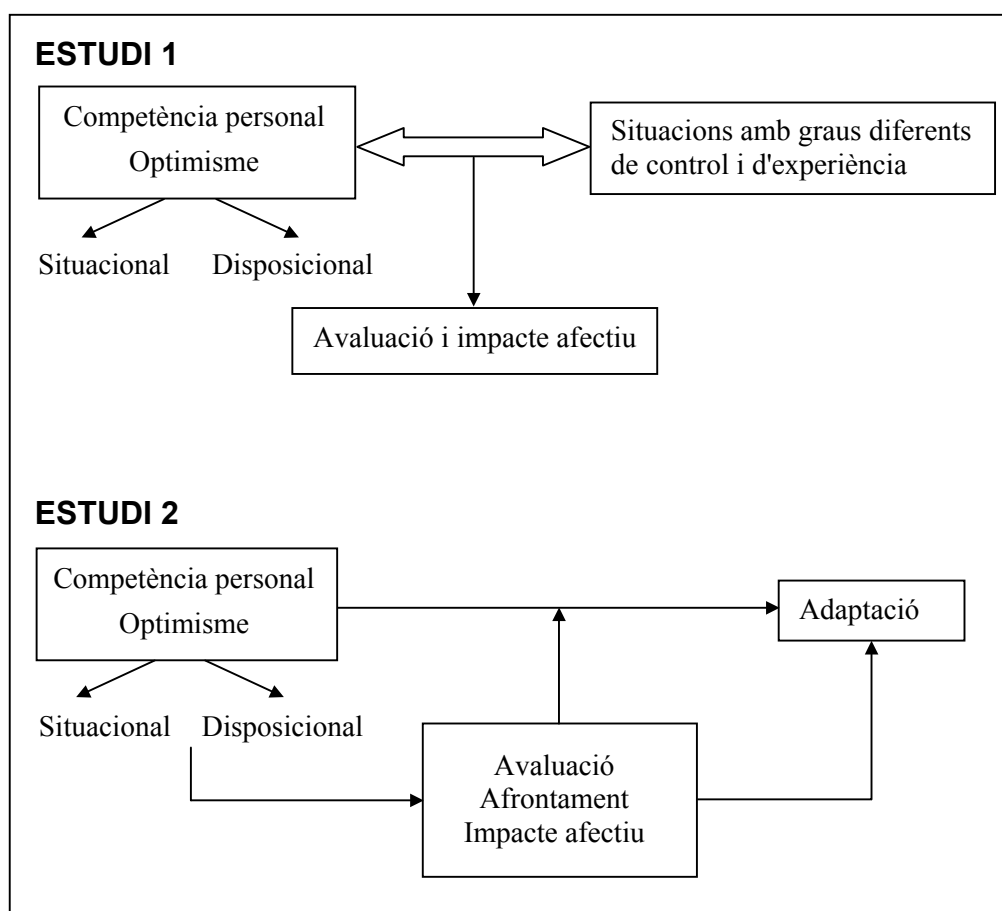 ESTUDI 1
Competència personal
Optimisme
Situacions amb graus diferents
de control i d'experiència
Situacional Disposicional
Avaluació i impacte afectiu
ESTUDI 2
Competència personal
Optimisme
Adaptació
Situacional Disposicional
Avaluació
Afrontament
Impacte afectiu